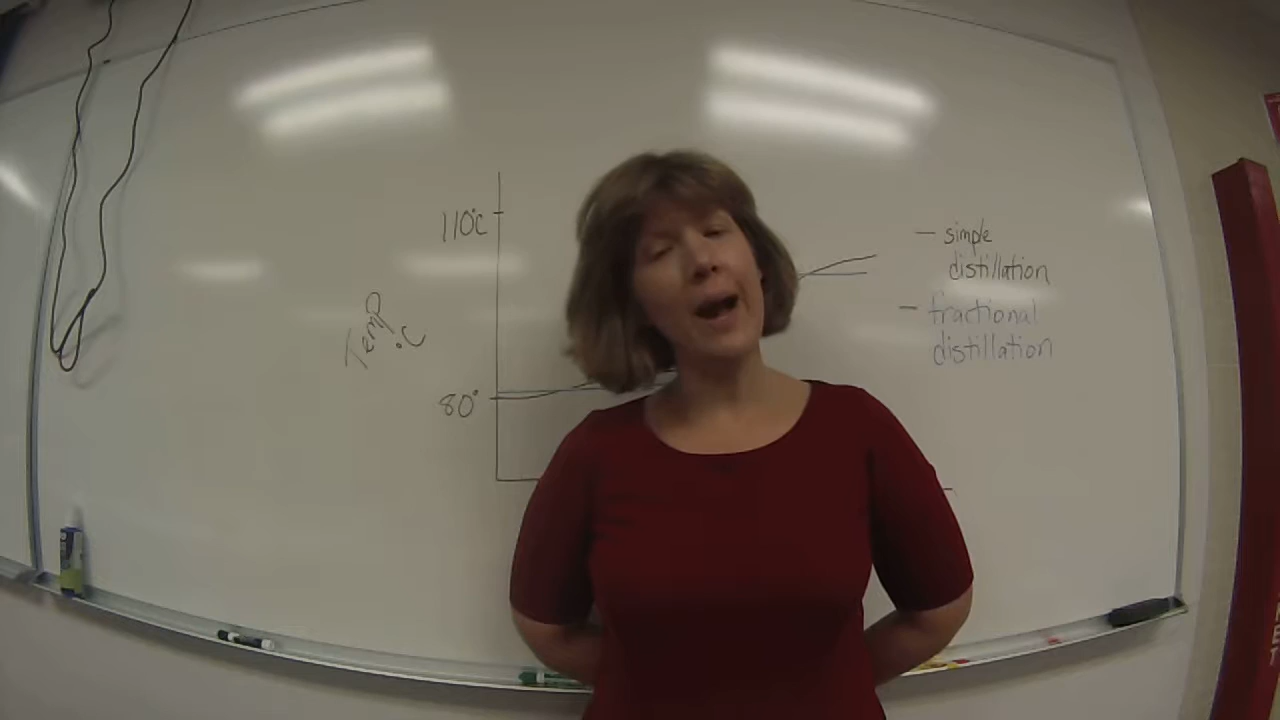 110°C
Temp
°C
80°
— simple
distillation
— fractional
distillation